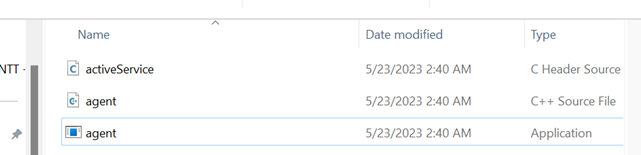 Name Date modified Type
activeService 5/23/2023 2:40 AM C Header Source
NTT -
agent 5/23/2023 2:40 AM C++ Source File
agent 5/23/2023 2:40 AM Application